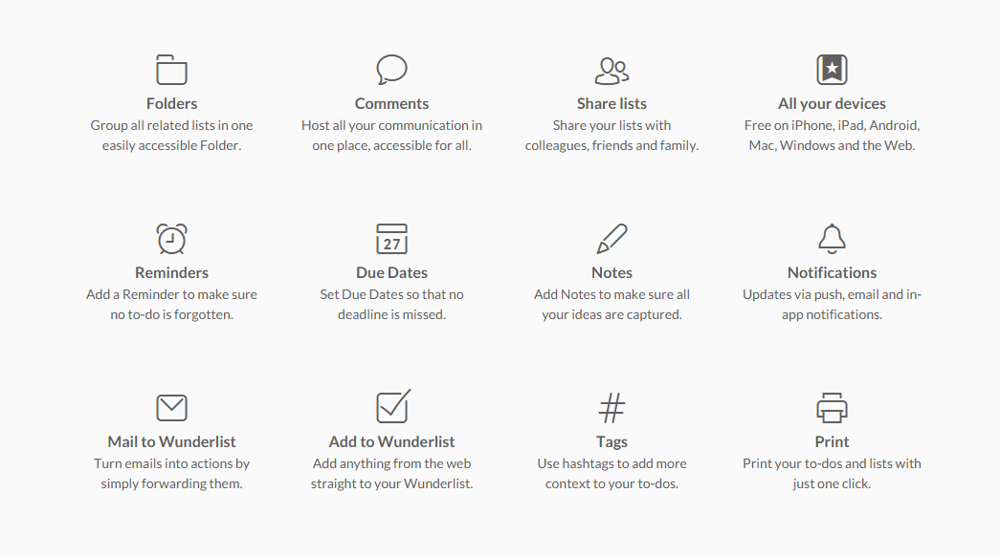 Folders
Group all related lists in one
easily accessible Folder.
Comments
Host all your communication in
one place, accessible for all.
Share lists
Share your lists with
colleagues, friends and family.
All your devices
Free on iPhone, iPad, Android,
Mac, Windows and the Web.
Reminders
Add a Reminder to make sure
no to-do is forgotten.
27
Due Dates
Set Due Dates so that no
deadline is missed.
Notes
Add Notes to make sure all
your ideas are captured.
Notifications
Updates via push, email and in-
app notifications.
Mail to Wunderlist
Turn emails into actions by
simply forwarding them.
Add to Wunderlist
Add anything from the web
straight to your Wunderlist.
#
Tags
Use hashtags to add more
context to your to-dos.
Print
Print your to-dos and lists with
just one click.